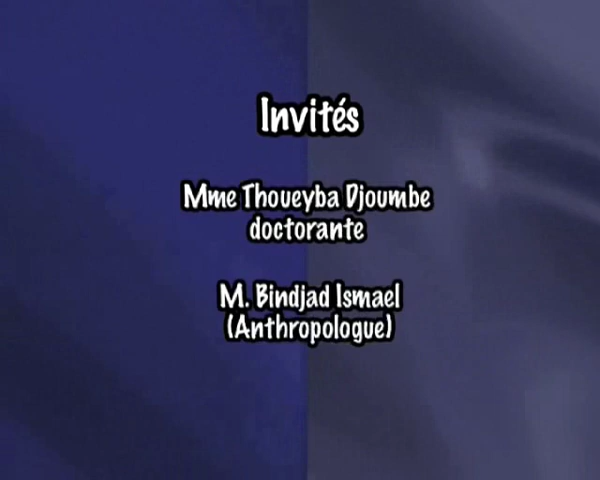 Invités
Mme Thoueyba Djoumbe
doctorante
M. Bindjad Ismael
(Anthropologue)